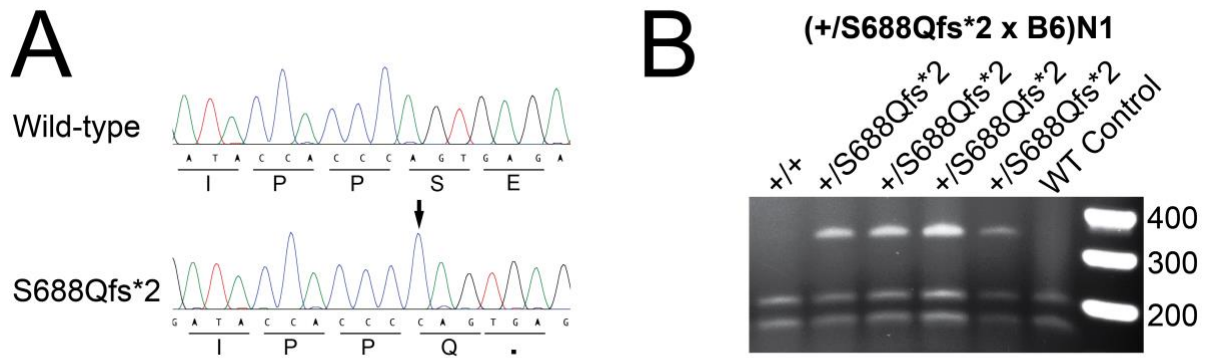 A
Wild-type
A T A C C A C C C A G T G A G A
I P P S E
S688Qfs*2
G A T A C C A C C C C A G T G A G
I P P Q .
B
(+/S688Qfs*2 x B6)N1
+/+
+/S688Qfs*2
+/S688Qfs*2
+/S688Qfs*2
+/S688Qfs*2
WT Control
400
300
200